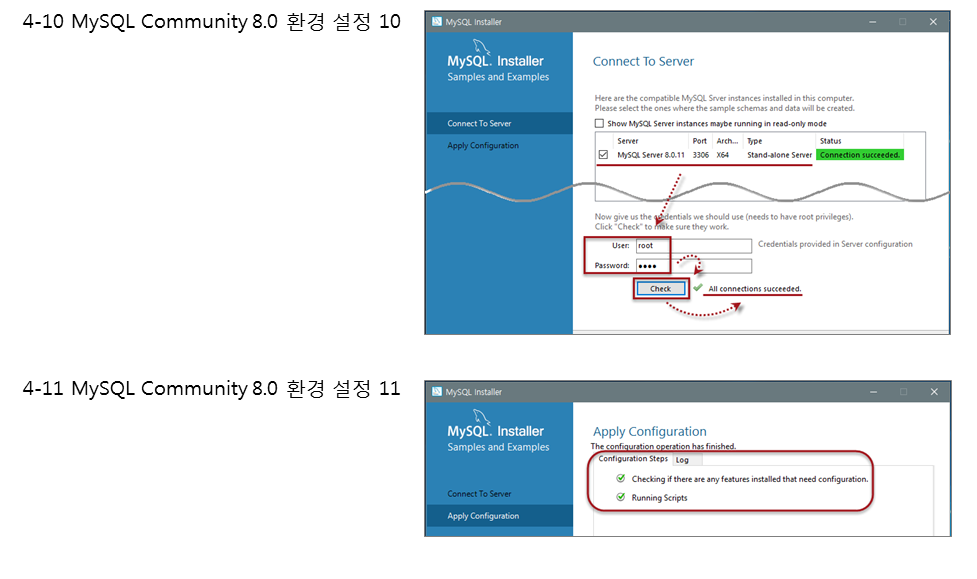 4-10 MySQL Community 8.0 환경 설정 10
MySQL Installer
MySQL. Installer
Samples and Examples
Connect To Server
Apply Configuration
Connect To Server
Here are the compatible MySQL Srver instances installed in this computer.
Please select the ones where the sample schemas and data will be created.
Show MySQL Server instances maybe running in read-only mode
Server Port Arch... Type Status
MySQL Server 8.0.11 3306 X64 Stand-alone Server Connection succeeded.
Now give us the credentials we should use (needs to have root privileges).
Click "Check" to make sure they work.
User: root Credentials provided in Server configuration
Password: ●●●●
Check All connections succeeded.
4-11 MySQL Community 8.0 환경 설정 11
MySQL Installer
MySQL. Installer
Samples and Examples
Connect To Server
Apply Configuration
Apply Configuration
The configuration operation has finished.
Configuration Steps Log
Checking if there are any features installed that need configuration.
Running Scripts